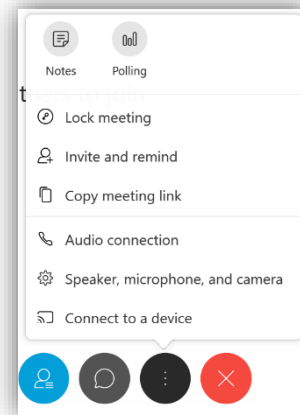 Notes Polling
thers to join
Lock meeting
Invite and remind
Copy meeting link
Audio connection
Speaker, microphone, and camera
Connect to a device